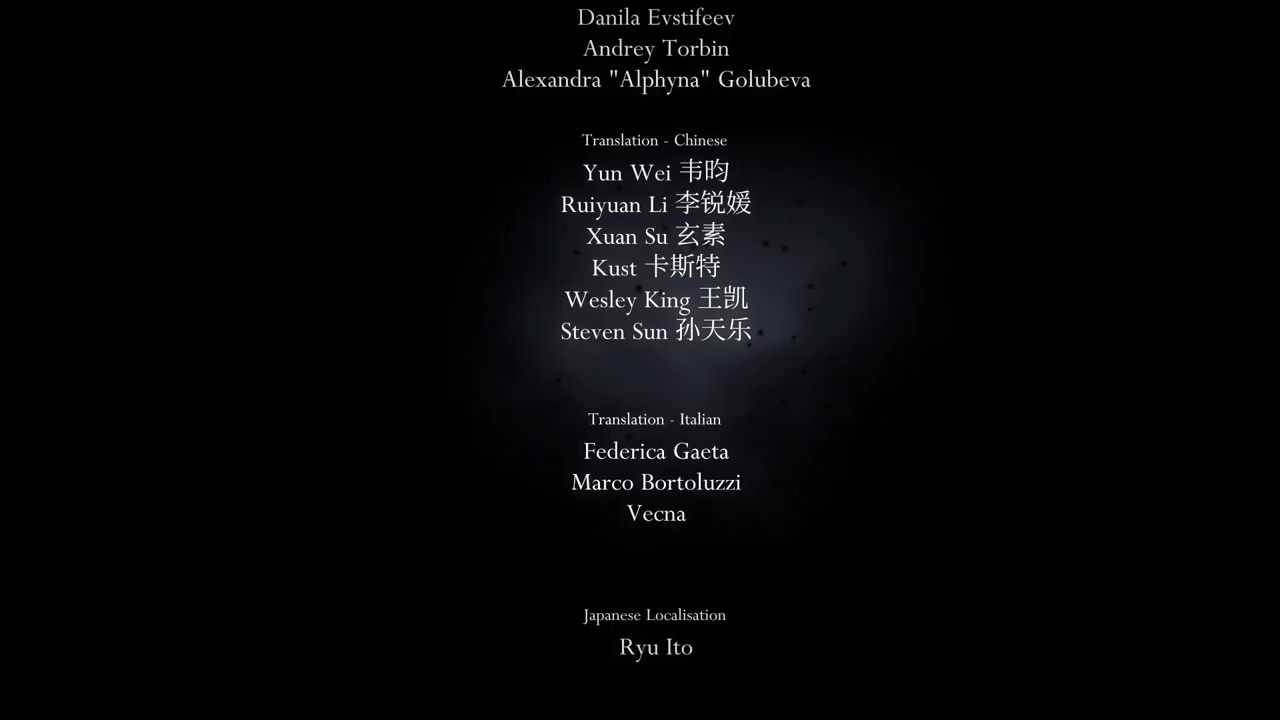 Danila Evstifeev
Andrey Torbin
Alexandra "Alphyna" Golubeva
Translation - Chinese
Yun Wei 韦昀
Ruiyuan Li 李锐媛
Xuan Su 玄素
Kust 卡斯特
Wesley King 王凯
Steven Sun 孙天乐
Translation - Italian
Federica Gaeta
Marco Bortoluzzi
Vecna
Japanese Localisation
Ryu Ito